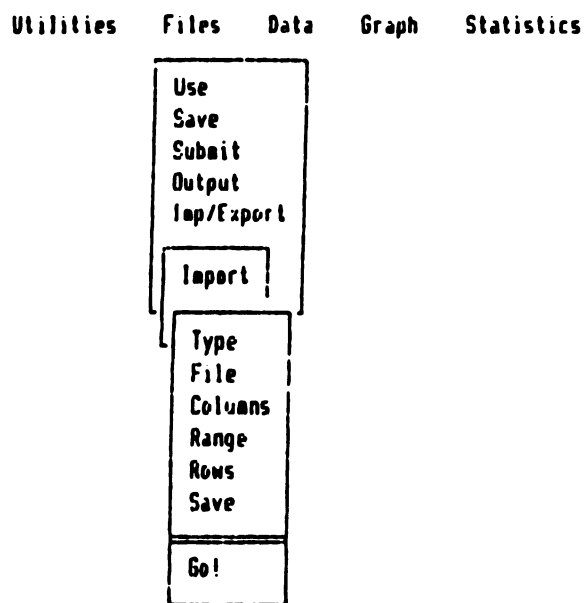 Utilities Files Data Graph Statistics
Use
Save
Submit
Output
Imp/Export
Import
Type
File
Columns
Range
Rows
Save
Go!